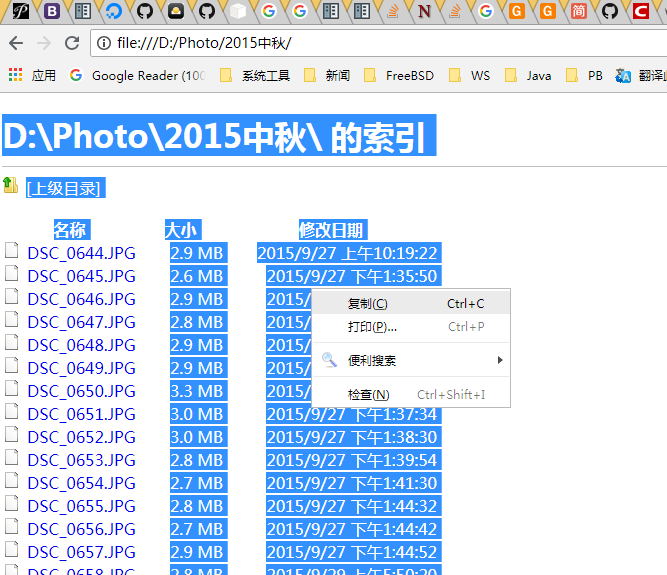 file:///D:/Photo/2015中秋/
应用 Google Reader (100 系统工具 新闻 FreeBSD WS Java PB 翻译
D:\Photo\2015中秋\ 的索引
[上级目录]
名称 大小 修改日期
DSC_0644.JPG 2.9 MB 2015/9/27 上午10:19:22
DSC_0645.JPG 2.6 MB 2015/9/27 下午1:35:50
DSC_0646.JPG 2.9 MB 2015/
复制(C) Ctrl+C
DSC_0647.JPG 2.8 MB 2015/
打印(P)... Ctrl+P
DSC_0648.JPG 2.9 MB 2015/
便利搜索
DSC_0649.JPG 2.9 MB 2015/
DSC_0650.JPG 3.3 MB 2015/
检查(N) Ctrl+Shift+I
DSC_0651.JPG 3.0 MB 2015/9/27 下午1:37:34
DSC_0652.JPG 3.0 MB 2015/9/27 下午1:38:30
DSC_0653.JPG 2.8 MB 2015/9/27 下午1:39:54
DSC_0654.JPG 2.7 MB 2015/9/27 下午1:41:30
DSC_0655.JPG 2.8 MB 2015/9/27 下午1:44:32
DSC_0656.JPG 2.7 MB 2015/9/27 下午1:44:42
DSC_0657.JPG 2.9 MB 2015/9/27 下午1:44:52
DSC_0658.JPG 2.8 MB